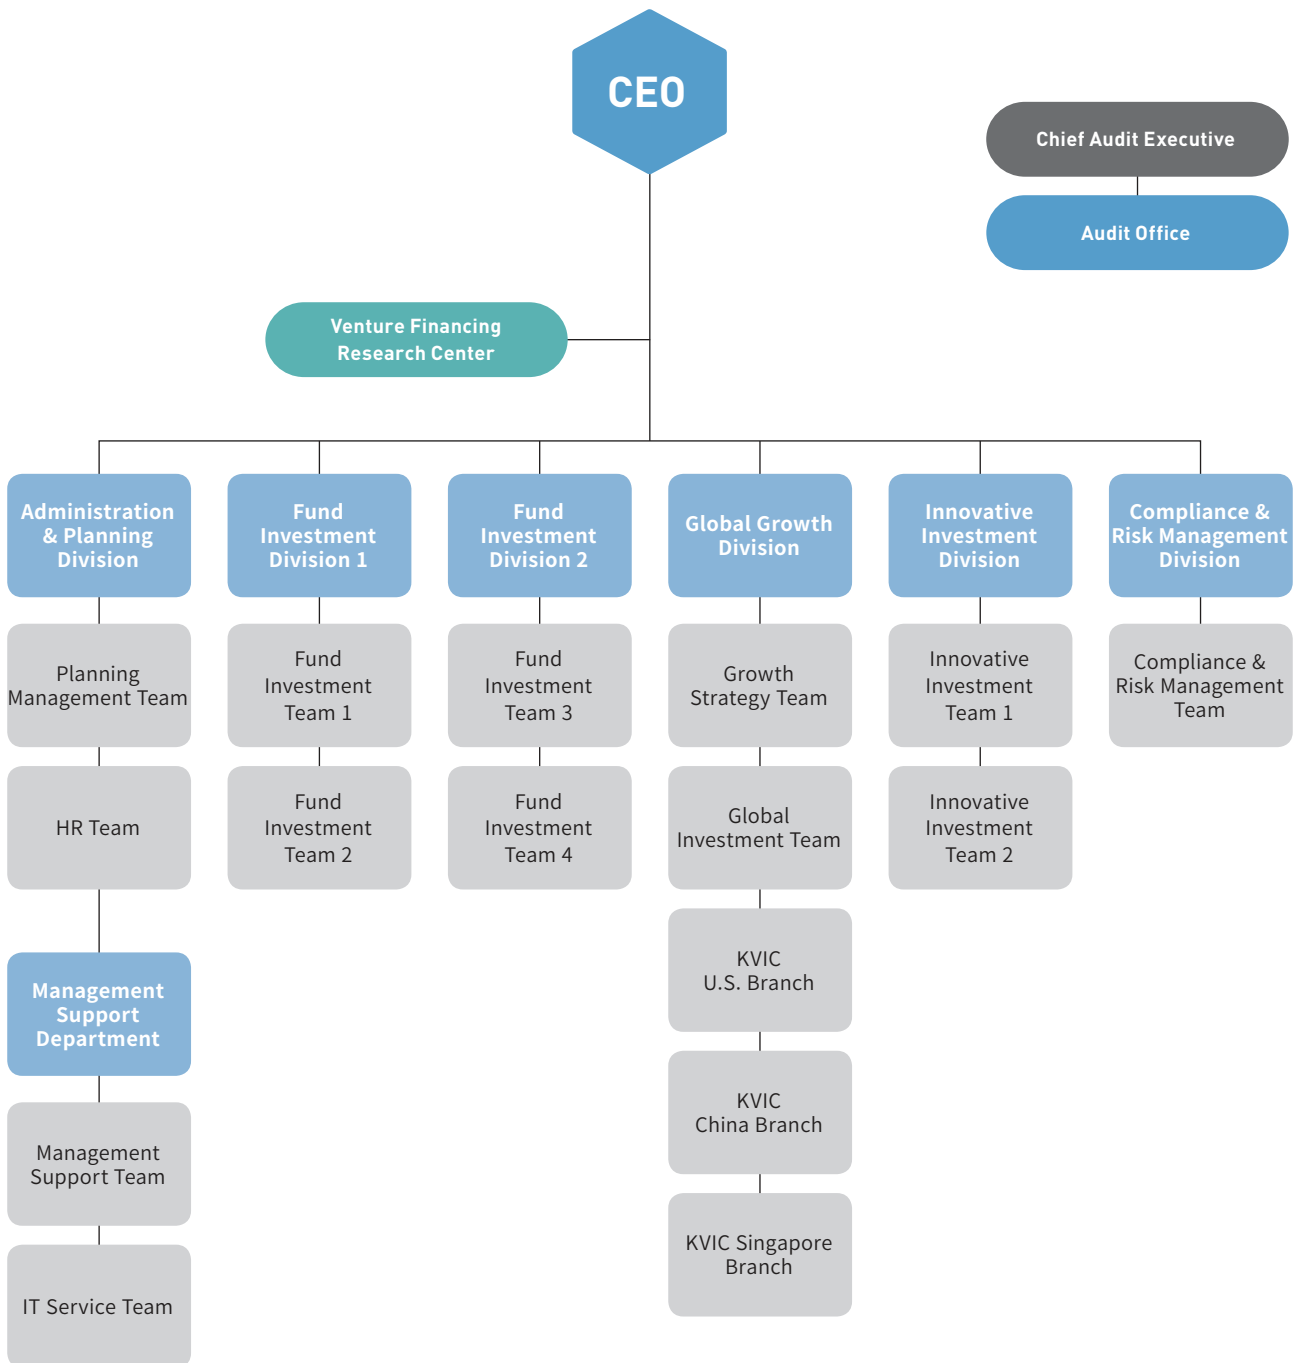 CEO
Chief Audit Executive
Audit Office
Venture Financing
Research Center
Administration
& Planning
Division
Fund
Investment
Division 1
Fund
Investment
Division 2
Global Growth
Division
Innovative
Investment
Division
Compliance &
Risk Management
Division
Planning
Management Team
Fund
Investment
Team 1
Fund
Investment
Team 3
Growth
Strategy Team
Innovative
Investment
Team 1
Compliance &
Risk Management
Team
HR Team
Fund
Investment
Team 2
Fund
Investment
Team 4
Global
Investment Team
Innovative
Investment
Team 2
KVIC
U.S. Branch
Management
Support
Department
KVIC
China Branch
Management
Support Team
KVIC Singapore
Branch
IT Service Team